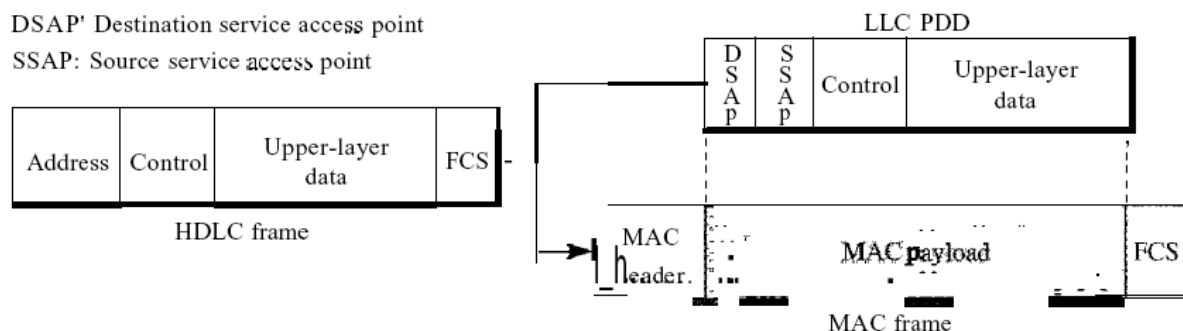 DSAP' Destination service access point
SSAP: Source service access point
LLC PDD
D
S
A
p
S
S
A
p
Control
Upper-layer
data
Address
Control
Upper-layer
data
FCS
-
HDLC frame
MAC
header.
MAC payload
FCS
MAC frame